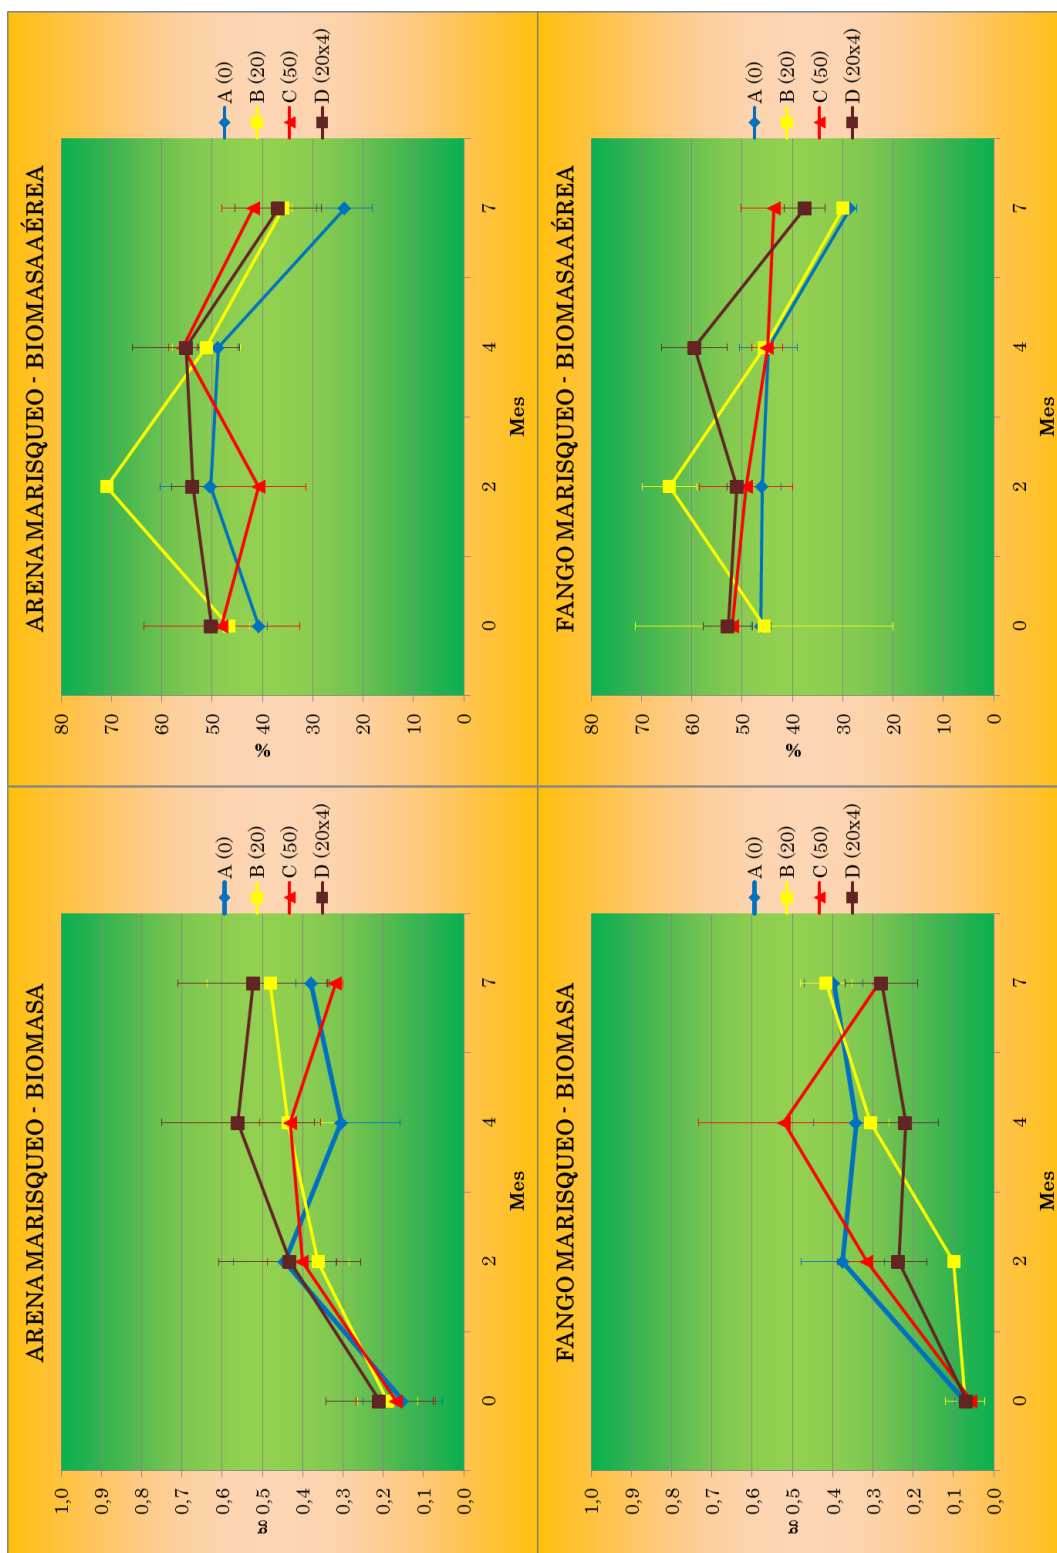 ARENA MARISQUEO - BIOMASA
1,0
0,9
0,8
0,7
0,6
0,5
0,4
0,3
0,2
0,1
0
g
0 2 4 7
Mes
A (0)
B (20)
C (50)
D (20x4)
ARENA MARISQUEO - BIOMASA AÉREA
80
70
60
50
40
30
20
10
0
%
0 2 4 7
Mes
A (0)
B (20)
C (50)
D (20x4)
FANGO MARISQUEO - BIOMASA
1,0
0,9
0,8
0,7
0,6
0,5
0,4
0,3
0,2
0,1
0,0
g
0 2 4 7
Mes
A (0)
B (20)
C (50)
D (20x4)
FANGO MARISQUEO - BIOMASA AÉREA
80
70
60
50
40
30
20
10
0
%
0 2 4 7
Mes
A (0)
B (20)
C (50)
D (20x4)